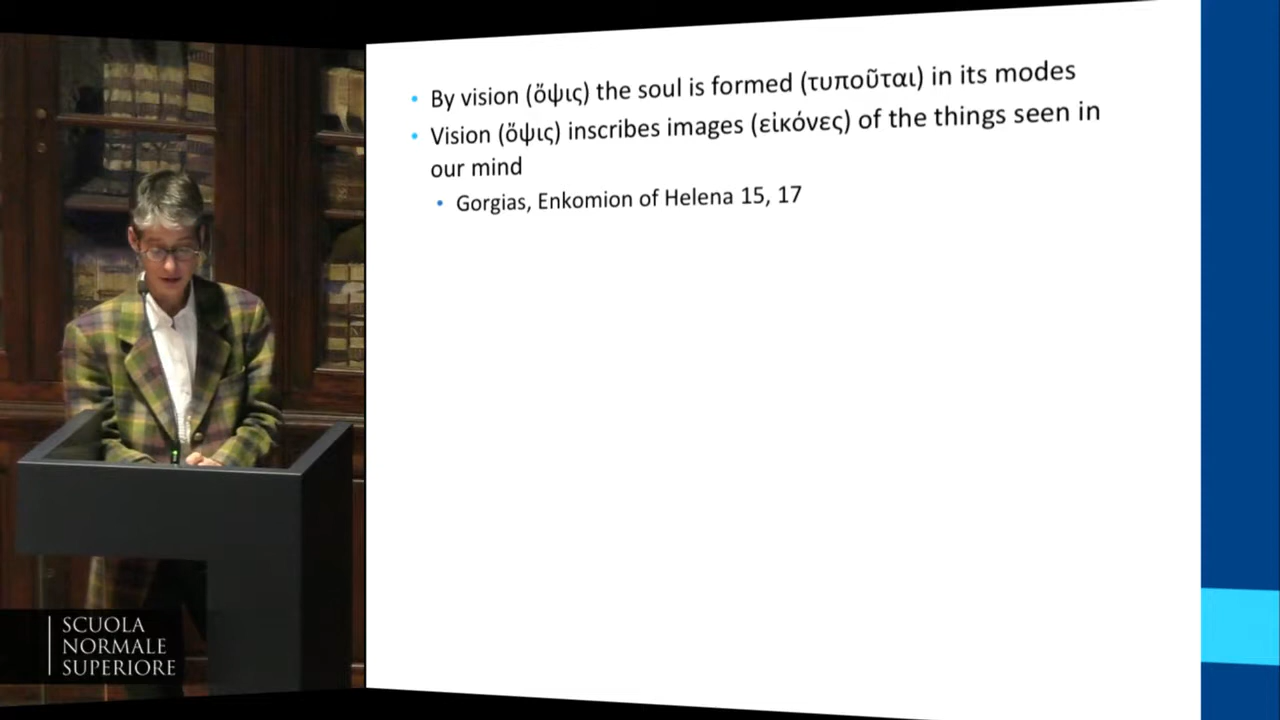 • By vision (ὄψις) the soul is formed (τυποῦται) in its modes
• Vision (ὄψις) inscribes images (εἰκόνες) of the things seen in
our mind
• Gorgias, Enkomion of Helena 15, 17
SCUOLA
NORMALE
SUPERIORE